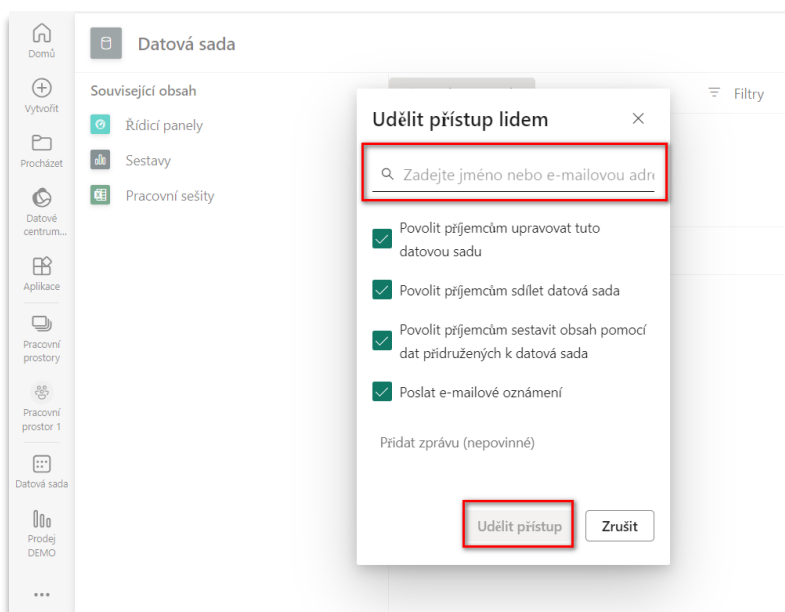 Domů
Vytvořit
Procházet
Datové
centrum...
Aplikace
Pracovní
prostory
Pracovní
prostor 1
Datová sada
Prodej
DEMO
Datová sada
Související obsah
Řídicí panely
Sestavy
Pracovní sešity
Filtry
Udělit přístup lidem
Zadejte jméno nebo e-mailovou adre
Povolit příjemcům upravovat tuto
datovou sadu
Povolit příjemcům sdílet datová sada
Povolit příjemcům sestavit obsah pomocí
dat přidružených k datová sada
Poslat e-mailové oznámení
Přidat zprávu (nepovinné)
Udělit přístup
Zrušit